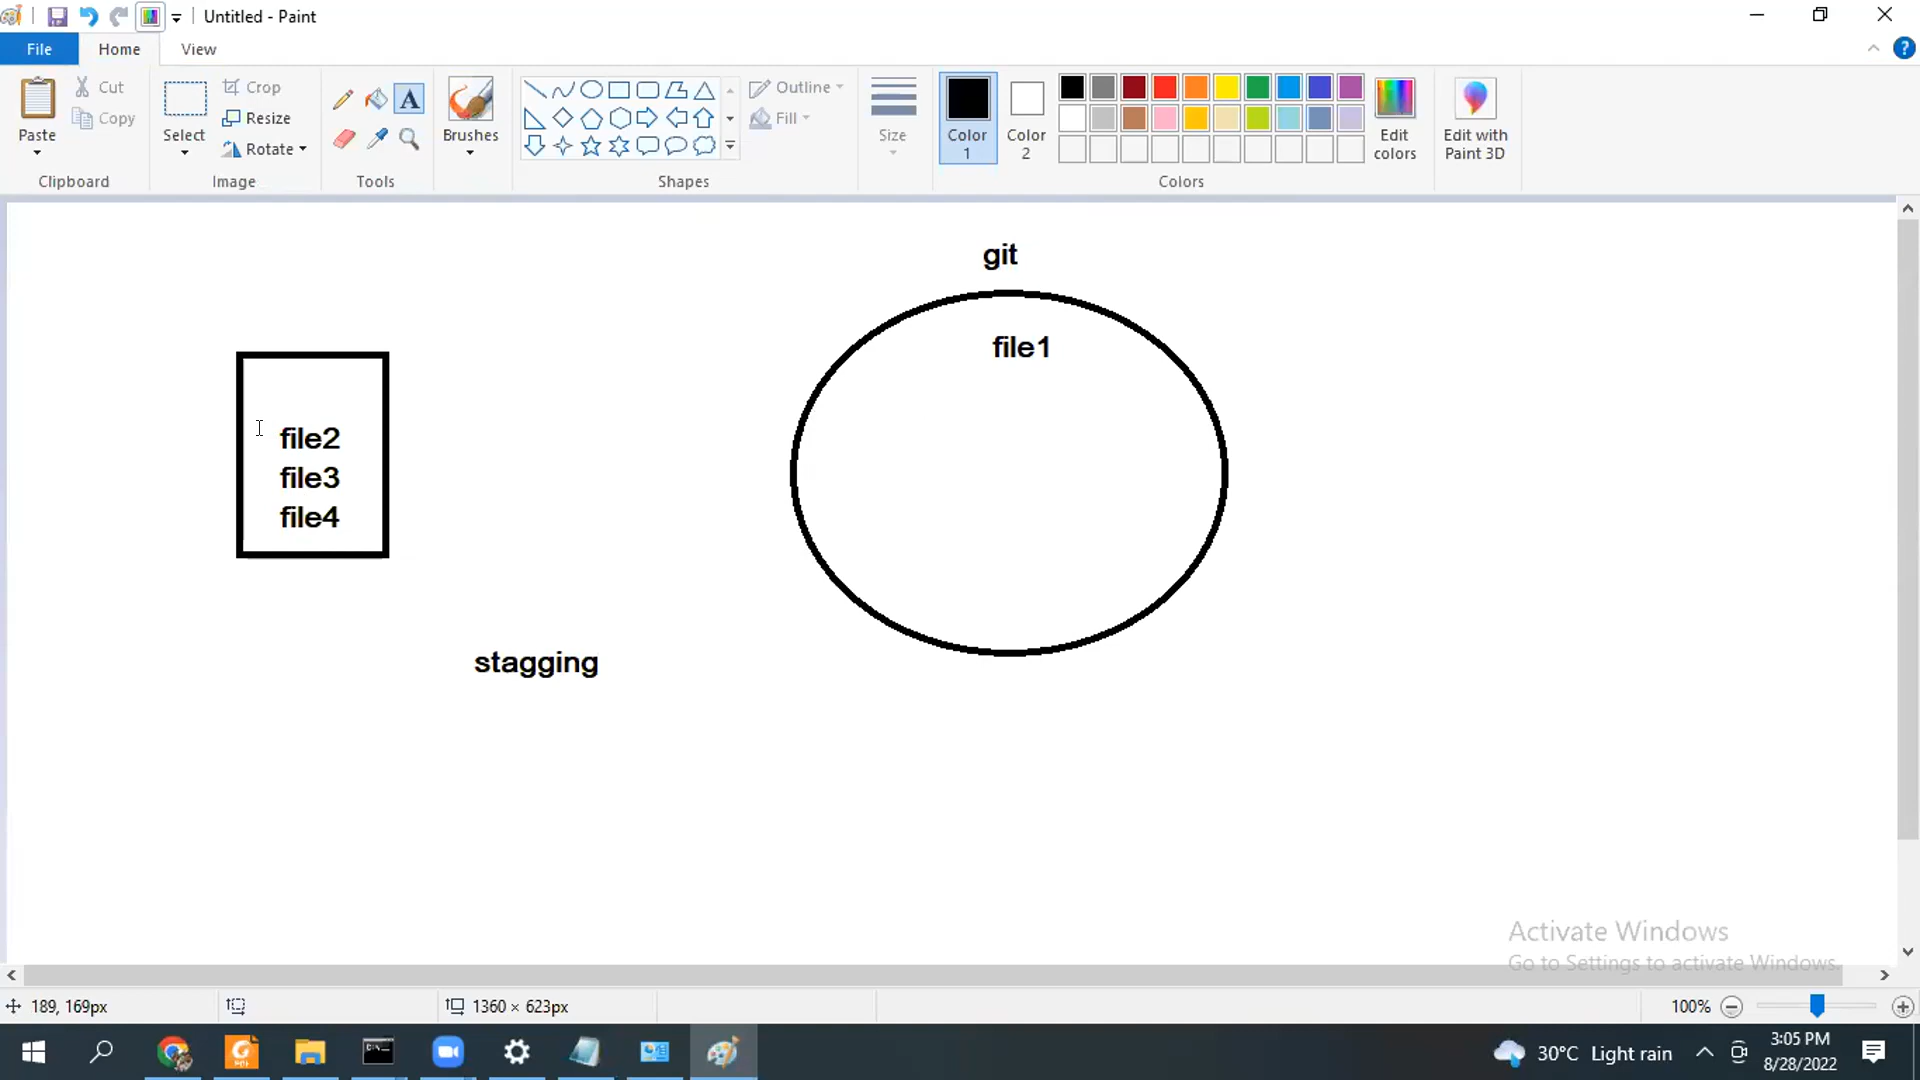 Untitled - Paint
File Home View
Paste
Cut
Copy
Clipboard
Select
Crop
Resize
Rotate
Image
A
Tools
Brushes
Outline
Fill
Shapes
Size
Color 1
Color 2
Edit colors
Edit with Paint 3D
Colors
git
file1
file2
file3
file4
stagging
Activate Windows
Go to Settings to activate Windows.
189, 169px
1360 × 623px
100%
PDF
30°C Light rain
3:05 PM
8/28/2022